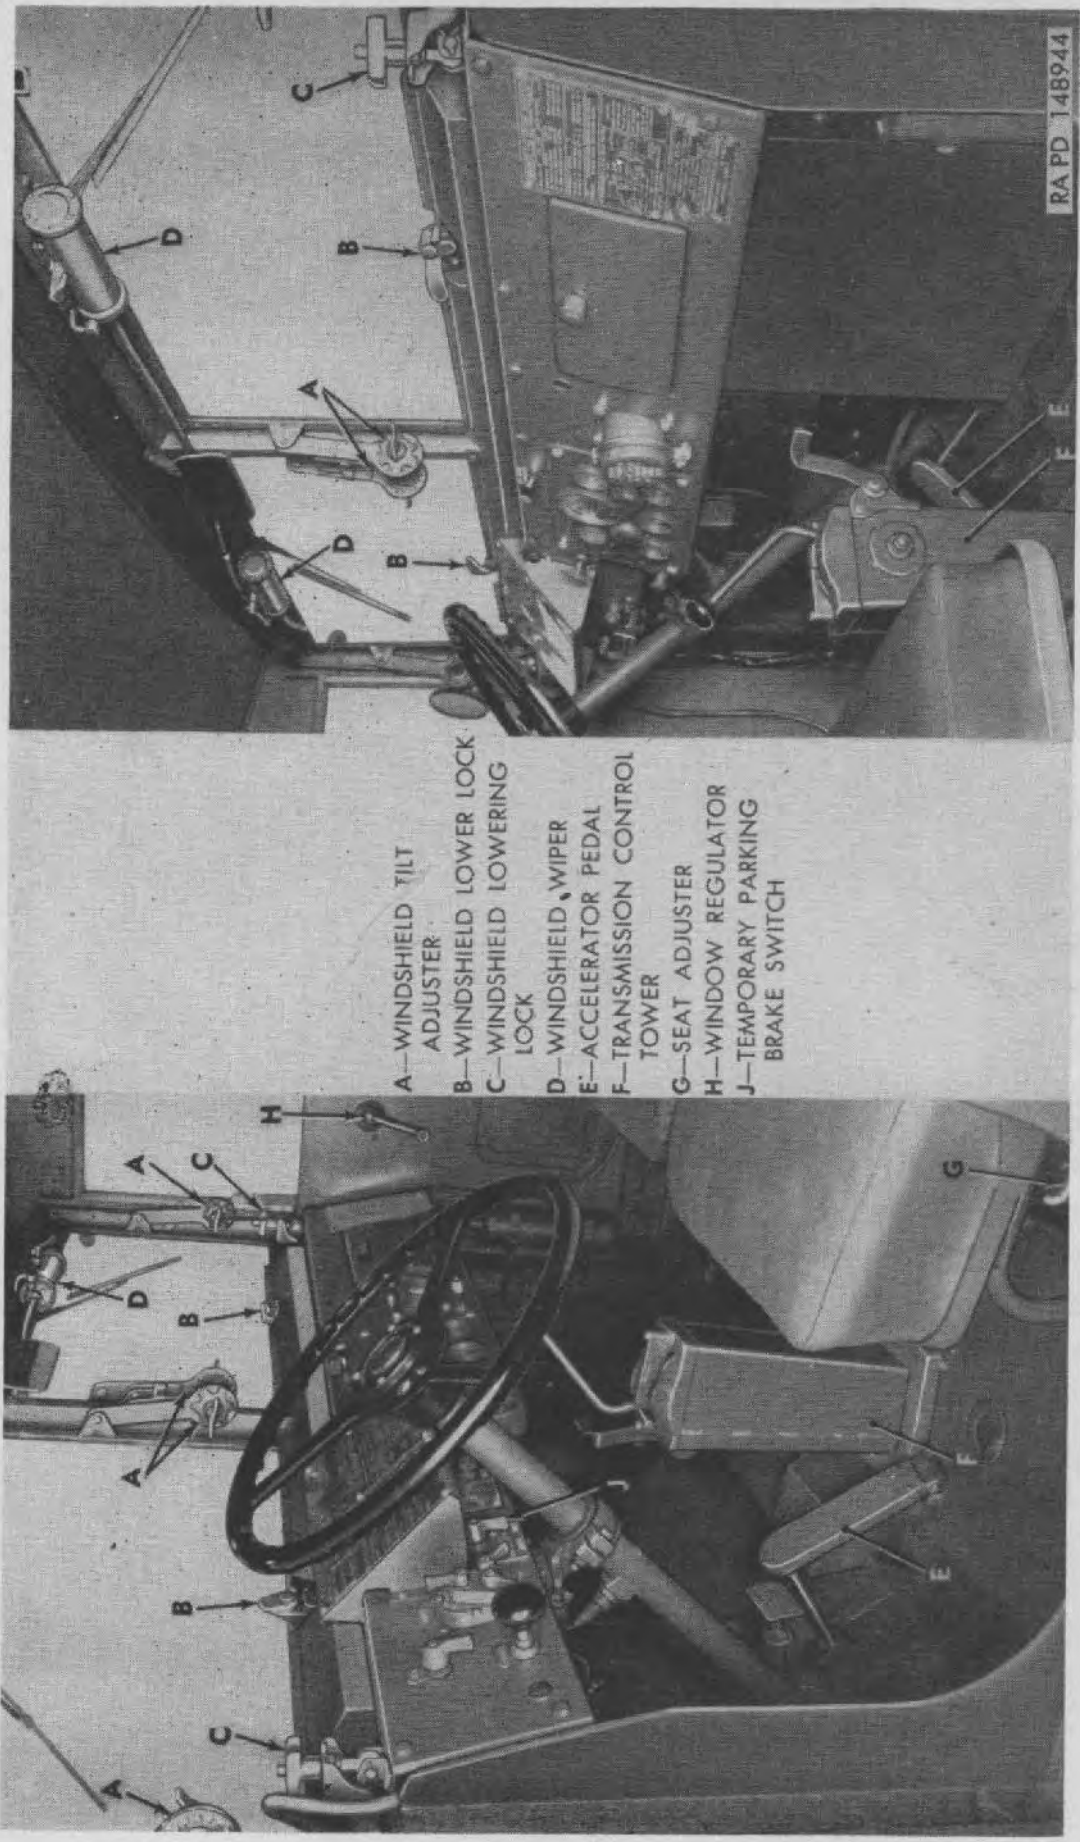 A
A
B
C
D
A
B
C
H
J
E
F
G
A—WINDSHIELD TILT
ADJUSTER
B—WINDSHIELD LOWER LOCK
C—WINDSHIELD LOWERING
LOCK
D—WINDSHIELD WIPER
E—ACCELERATOR PEDAL
F—TRANSMISSION CONTROL
TOWER
G—SEAT ADJUSTER
H—WINDOW REGULATOR
J—TEMPORARY PARKING
BRAKE SWITCH
D
A
D
B
B
C
E
F
RA PD 148944